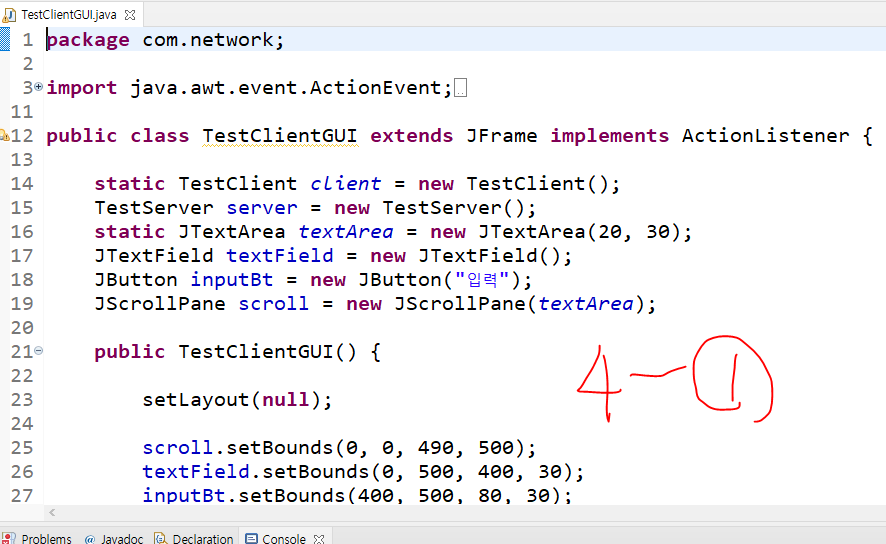 TestClientGUI.java
1 package com.network;
2
3 import java.awt.event.ActionEvent;
11
12 public class TestClientGUI extends JFrame implements ActionListener {
13
14     static TestClient client = new TestClient();
15     TestServer server = new TestServer();
16     static JTextArea textArea = new JTextArea(20, 30);
17     JTextField textField = new JTextField();
18     JButton inputBt = new JButton("입력");
19     JScrollPane scroll = new JScrollPane(textArea);
20
21     public TestClientGUI() {
22
23         setLayout(null);
24
25         scroll.setBounds(0, 0, 490, 500);
26         textField.setBounds(0, 500, 400, 30);
27         inputBt.setBounds(400, 500, 80, 30);
4 - ①
Problems @ Javadoc Declaration Console